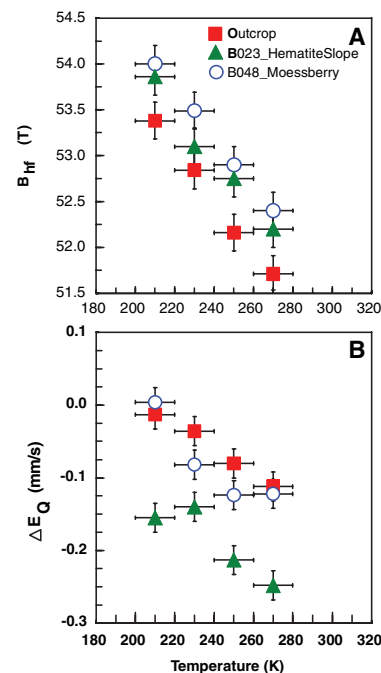 A
Outcrop
B023_HematiteSlope
B048_Moessberry
B hf (T)
54.5
54.0
53.5
53.0
52.5
52.0
51.5
180 200 220 240 260 280 300 320
B
△E Q (mm/s)
0.1
0.0
-0.1
-0.2
-0.3
180 200 220 240 260 280 300 320
Temperature (K)